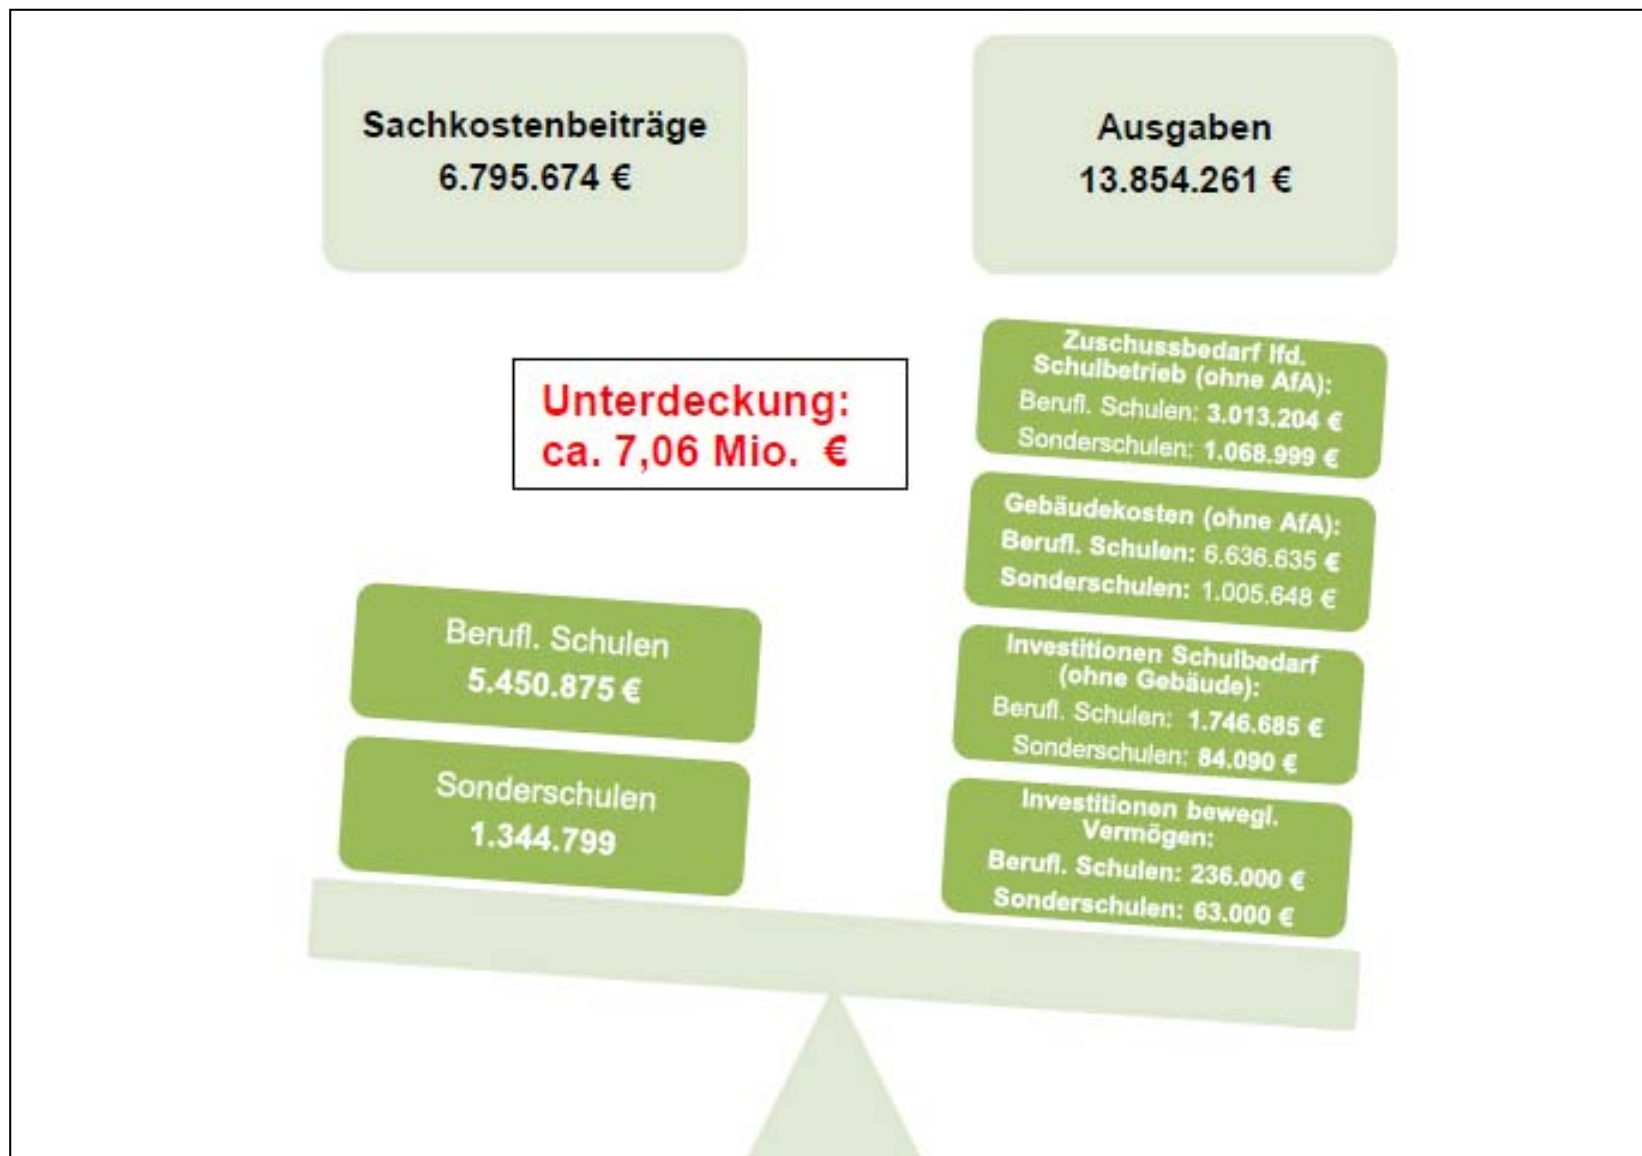 Sachkostenbeiträge
6.795.674 €
Ausgaben
13.854.261 €
Unterdeckung:
ca. 7,06 Mio. €
Berufl. Schulen
5.450.875 €
Sonderschulen
1.344.799
Zuschussbedarf lfd.
Schulbetrieb (ohne AfA):
Berufl. Schulen: 3.013.204 €
Sonderschulen: 1.068.999 €
Gebäudekosten (ohne AfA):
Berufl. Schulen: 6.636.635 €
Sonderschulen: 1.005.648 €
Investitionen Schulbedarf
(ohne Gebäude):
Berufl. Schulen: 1.746.685 €
Sonderschulen: 84.090 €
Investitionen bewegl.
Vermögen:
Berufl. Schulen: 236.000 €
Sonderschulen: 63.000 €